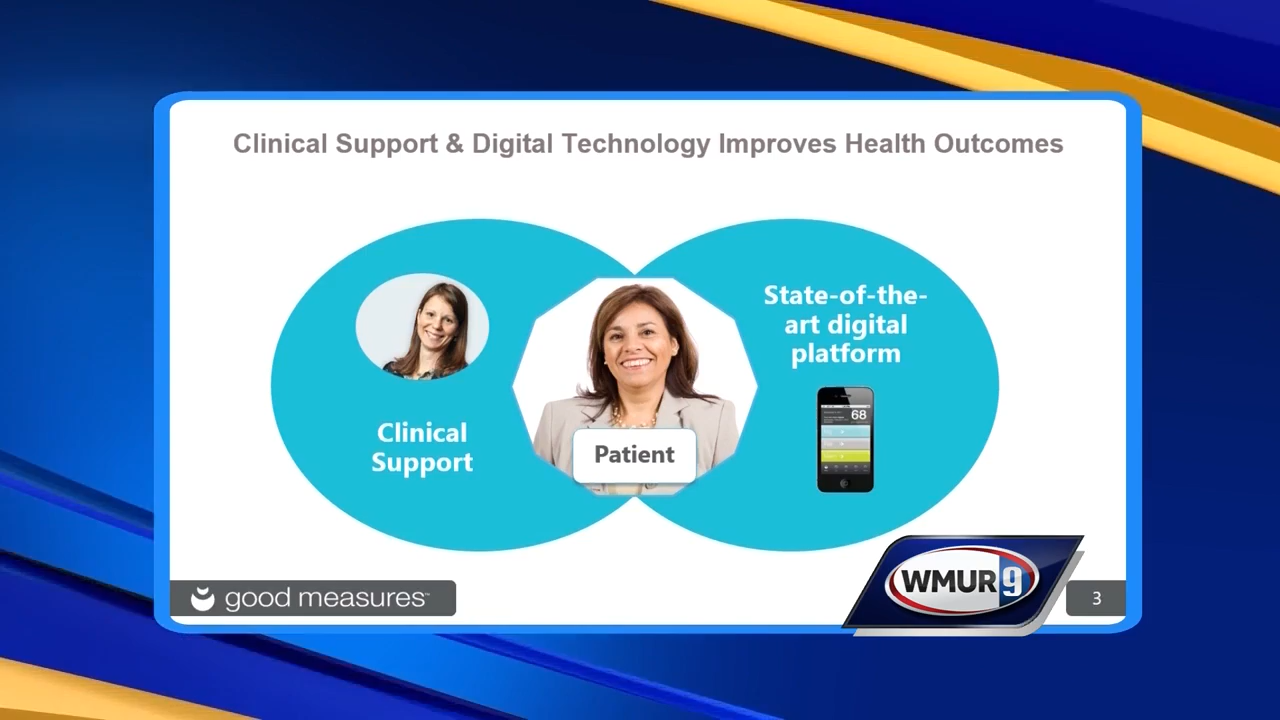 Clinical Support & Digital Technology Improves Health Outcomes
State-of-the-
art digital
platform
68
Clinical
Support
Patient
good measures™
WMUR9
3